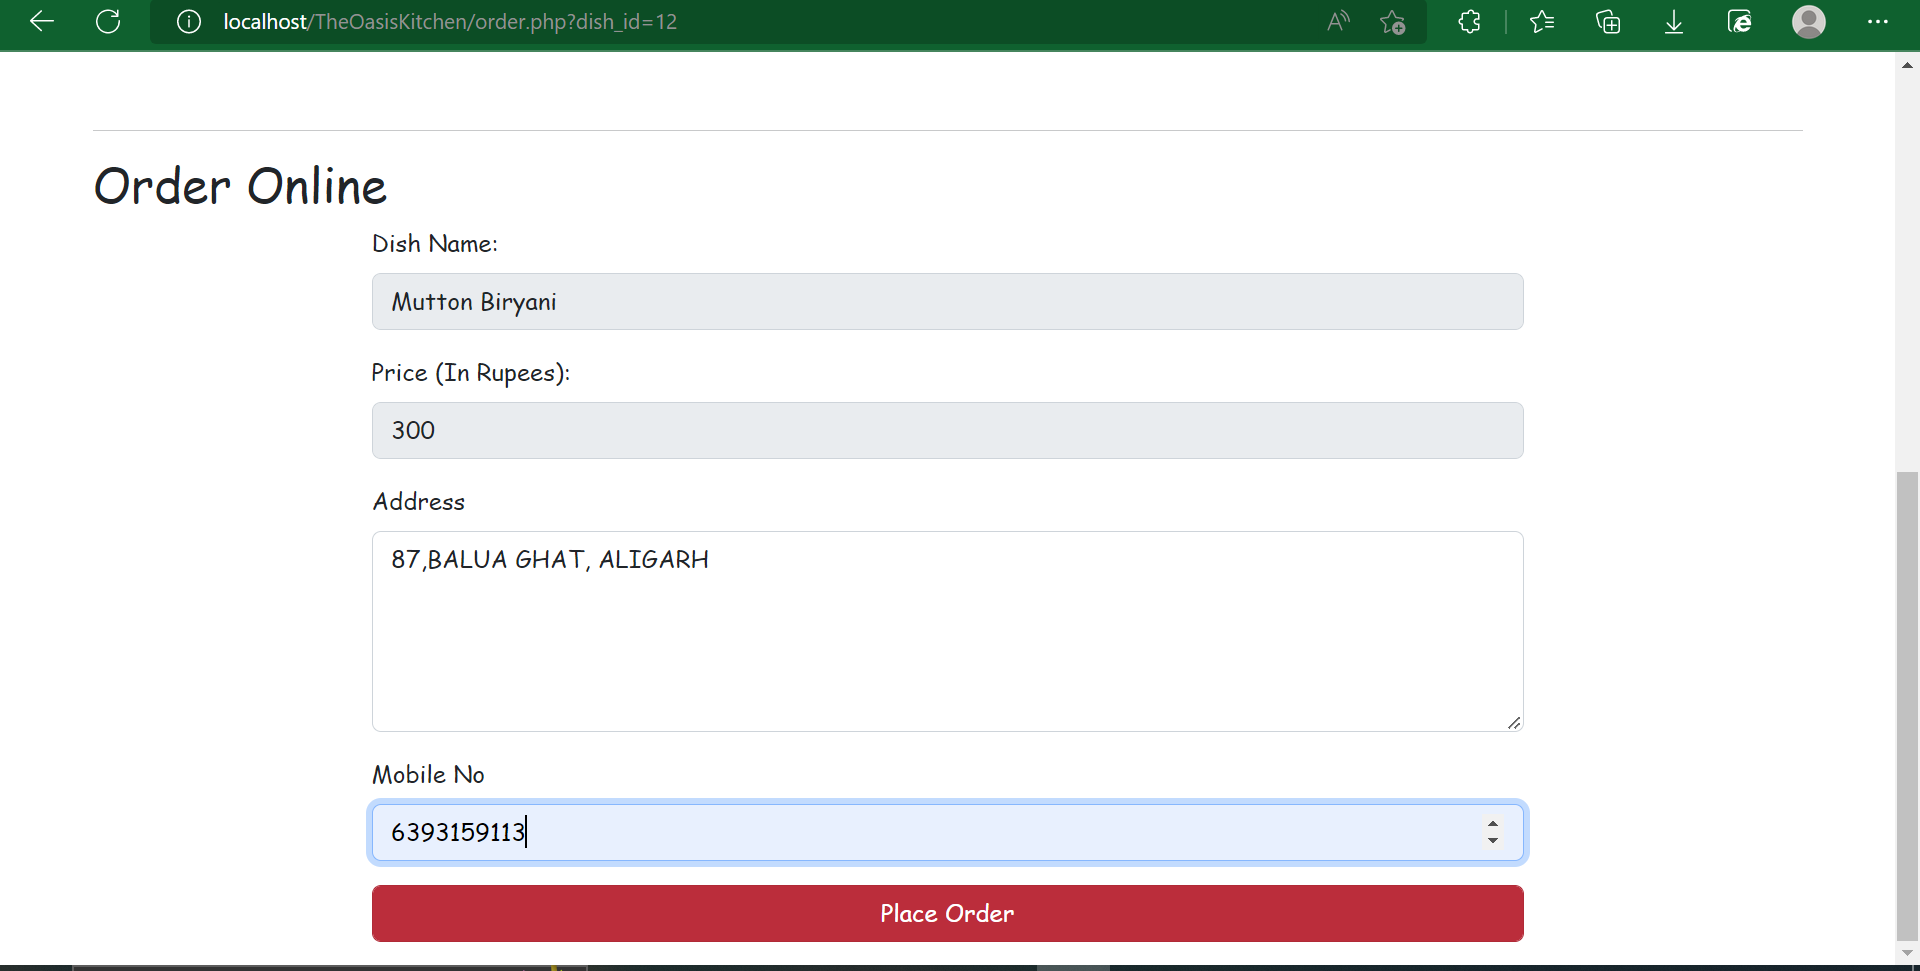 localhost/TheOasisKitchen/order.php?dish_id=12
Order Online
Dish Name:
Mutton Biryani
Price (In Rupees):
300
Address
87,BALUA GHAT, ALIGARH
Mobile No
6393159113
Place Order